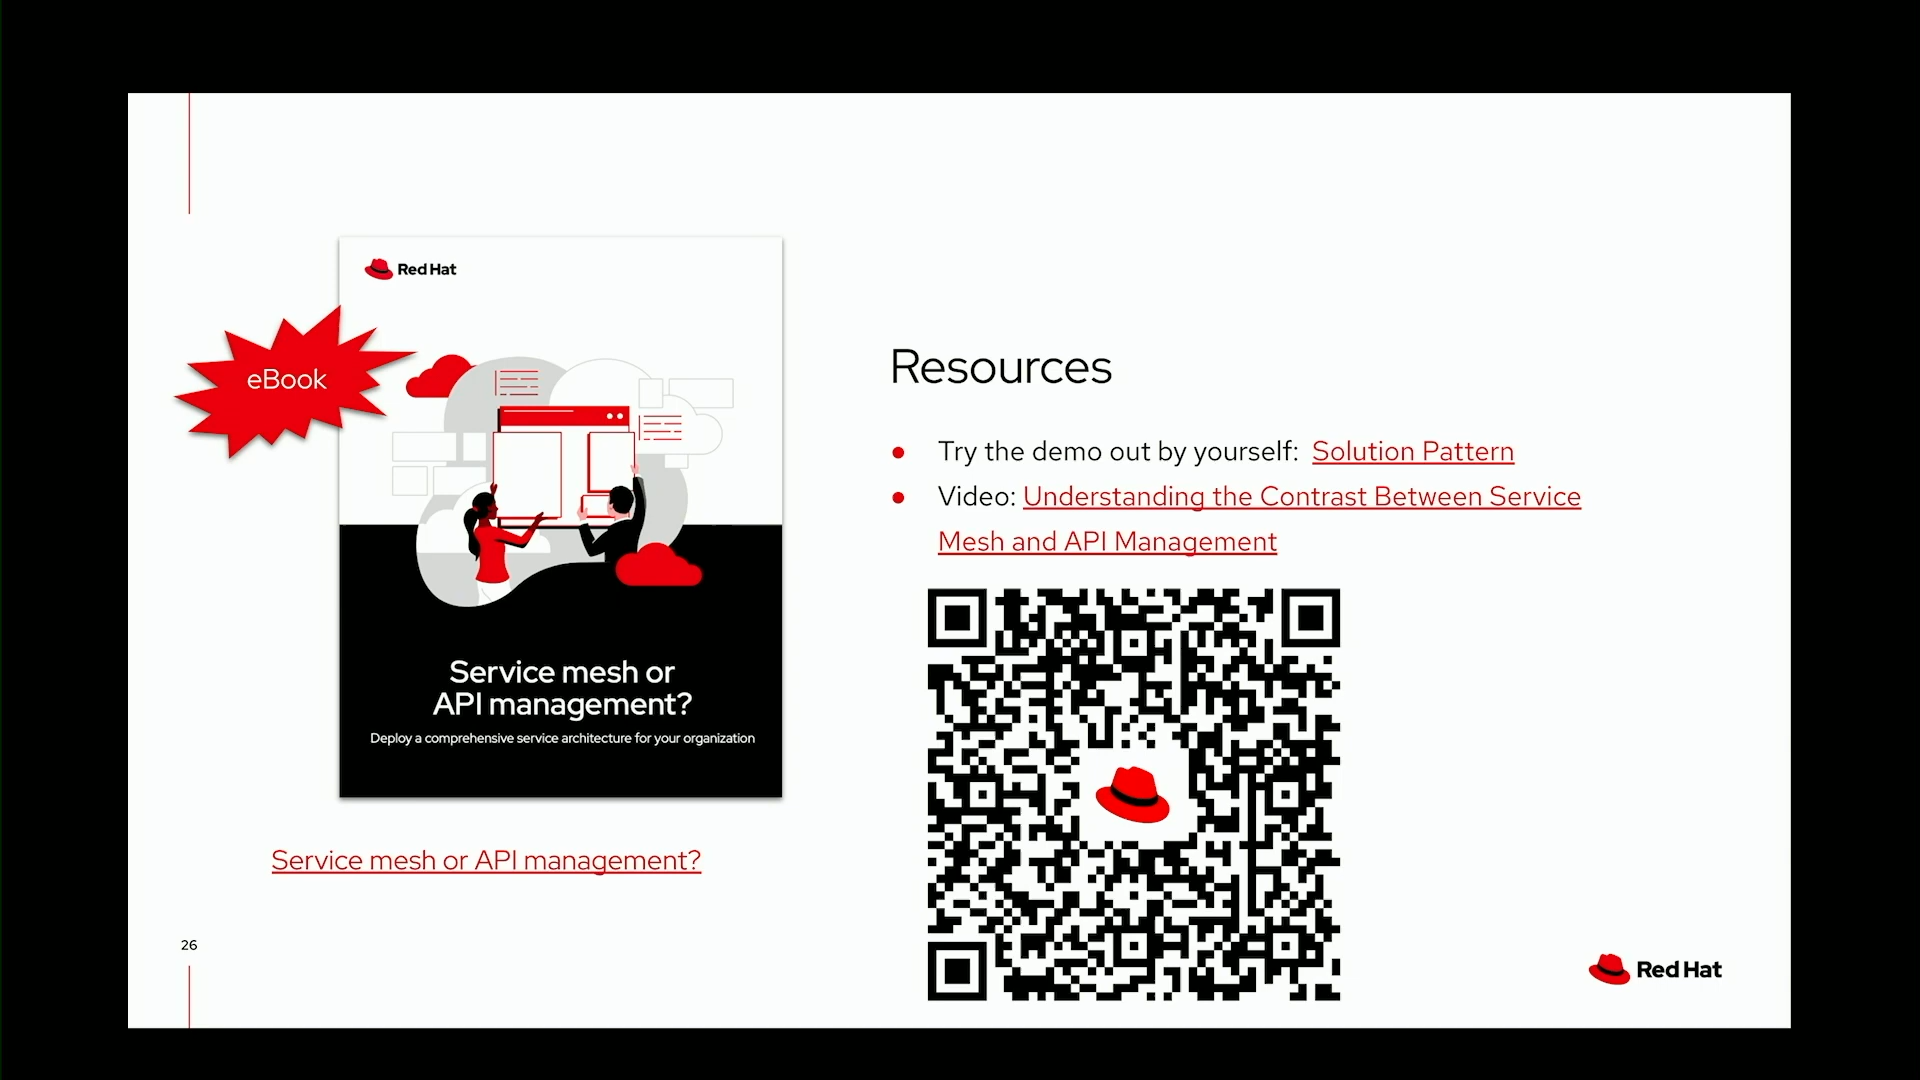 Red Hat
eBook
Service mesh or
API management?
Deploy a comprehensive service architecture for your organization
Service mesh or API management?
Resources
Try the demo out by yourself: Solution Pattern
Video: Understanding the Contrast Between Service
Mesh and API Management
26
Red Hat